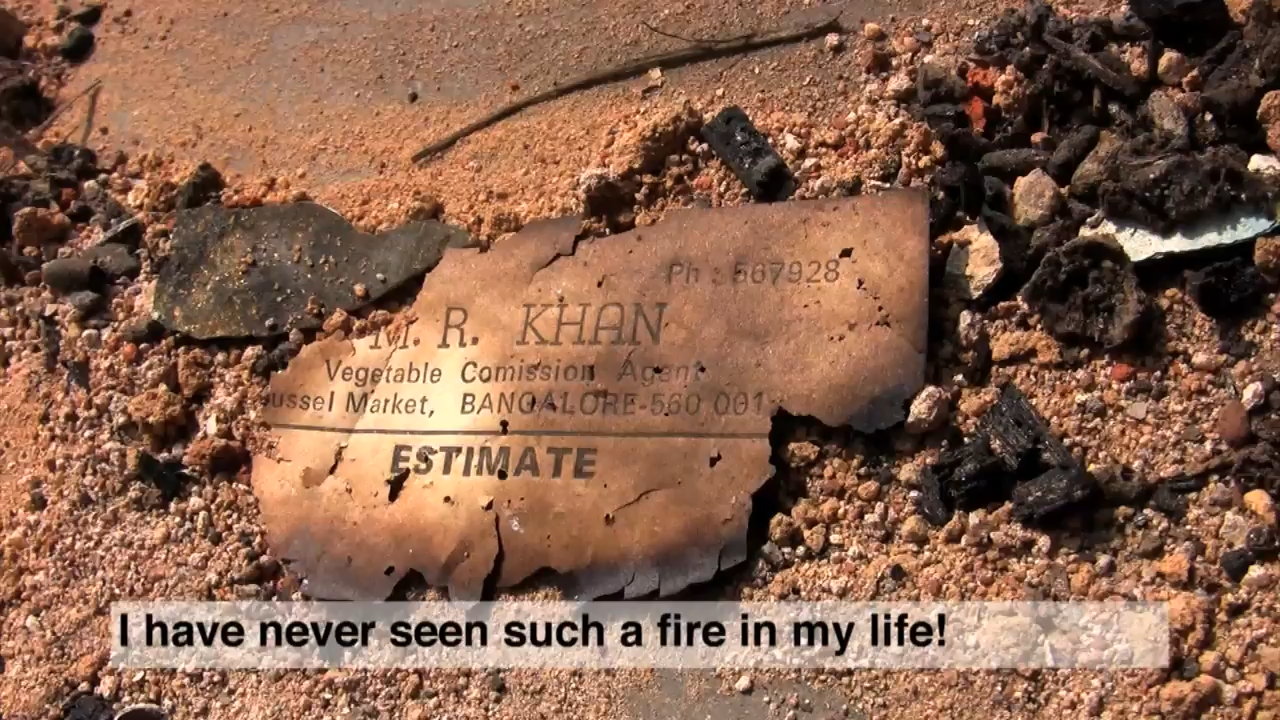 Ph : 567928
M. R. KHAN
Vegetable Comission Agent
ussel Market, BANGALORE-560 001
ESTIMATE
I have never seen such a fire in my life!